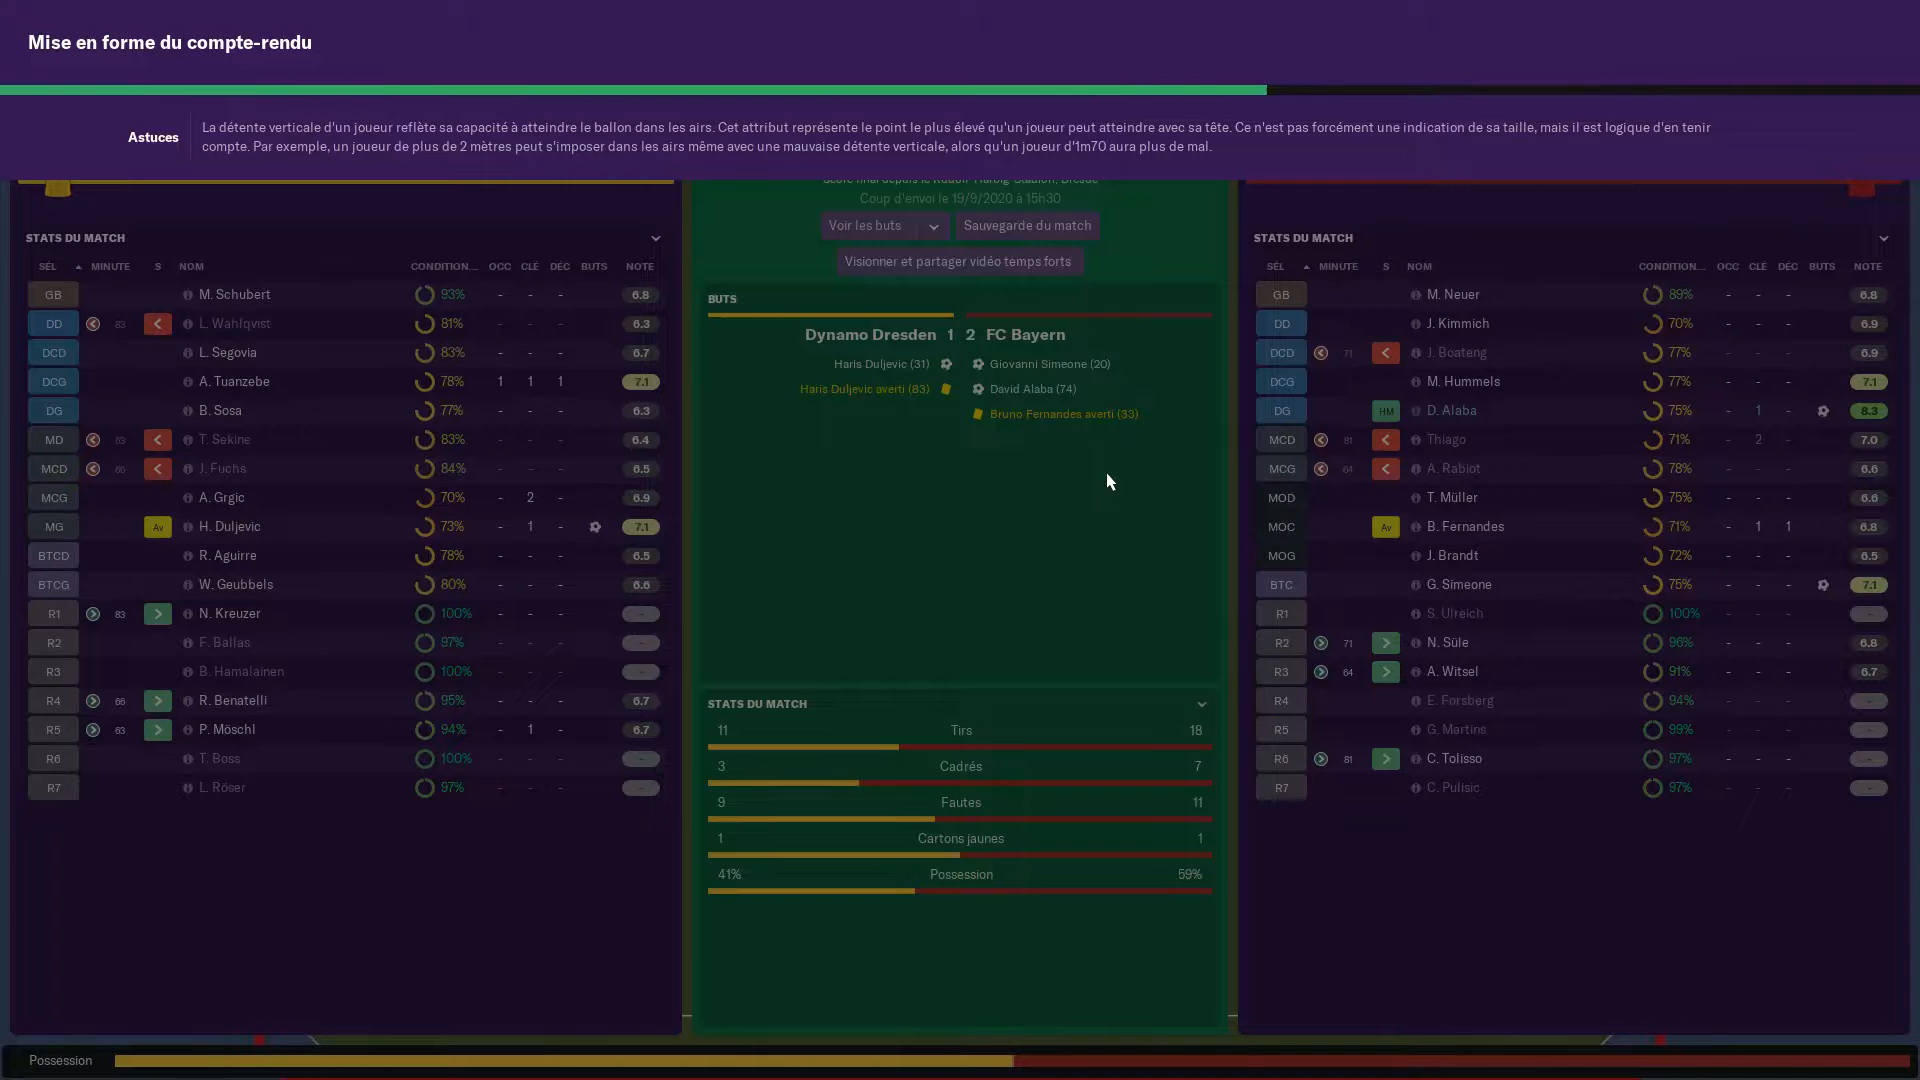 Mise en forme du compte-rendu
Astuces
La détente verticale d'un joueur reflète sa capacité à atteindre le ballon dans les airs. Cet attribut représente le point le plus élevé qu'un joueur peut atteindre avec sa tête. Ce n'est pas forcément une indication de sa taille, mais il est logique d'en tenir
compte. Par exemple, un joueur de plus de 2 mètres peut s'imposer dans les airs même avec une mauvaise détente verticale, alors qu'un joueur d'1m70 aura plus de mal.
STATS DU MATCH
SÉL MINUTE S NOM CONDITION... OCC CLÉ DÉC BUTS NOTE
GB M. Schubert 93% - - - 6.8
DD 83 L. Wahlqvist 81% - - - 6.3
DCD L. Segovia 83% - - - 6.7
DCG A. Tuanzebe 78% 1 1 1 7.1
DG B. Sosa 77% - - - 6.3
MD 63 T. Sekine 83% - - - 6.4
MCD 66 J. Fuchs 84% - - - 6.5
MCG A. Grgic 70% - 2 - 6.9
MG Av H. Duljevic 73% - 1 - 7.1
BTCD R. Aguirre 78% - - - 6.5
BTCG W. Geubbels 80% - - - 6.6
R1 83 N. Kreuzer 100% - - - -
R2 F. Ballas 97% - - - -
R3 B. Hamalainen 100% - - - -
R4 66 R. Benatelli 95% - - - 6.7
R5 63 P. Möschl 94% - 1 - 6.7
R6 T. Boss 100% - - - -
R7 L. Röser 97% - - - -
Score final depuis le Rudolf-Harbig-Stadion, Dresde
Coup d'envoi le 19/9/2020 à 15h30
Voir les buts
Sauvegarde du match
Visionner et partager vidéo temps forts
BUTS
Dynamo Dresden 1 2 FC Bayern
Haris Duljevic (31) Giovanni Simeone (20)
Haris Duljevic averti (83) David Alaba (74)
Bruno Fernandes averti (33)
STATS DU MATCH
11 Tirs 18
3 Cadrés 7
9 Fautes 11
1 Cartons jaunes 1
41% Possession 59%
STATS DU MATCH
SÉL MINUTE S NOM CONDITION... OCC CLÉ DÉC BUTS NOTE
GB M. Neuer 89% - - - 6.8
DD J. Kimmich 70% - - - 6.9
DCD 71 J. Boateng 77% - - - 6.9
DCG M. Hummels 77% - - - 7.1
DG HM D. Alaba 75% - 1 - 8.3
MCD 81 Thiago 71% - 2 - 7.0
MCG 64 A. Rabiot 78% - - - 6.6
MOD T. Müller 75% - - - 6.6
MOC Av B. Fernandes 71% - 1 1 6.8
MOG J. Brandt 72% - - - 6.5
BTC G. Simeone 75% - - - 7.1
R1 S. Ulreich 100% - - - -
R2 71 N. Süle 96% - - - 6.8
R3 64 A. Witsel 91% - - - 6.7
R4 E. Forsberg 94% - - - -
R5 G. Martins 99% - - - -
R6 81 C. Tolisso 97% - - - -
R7 C. Pulisic 97% - - - -
Possession